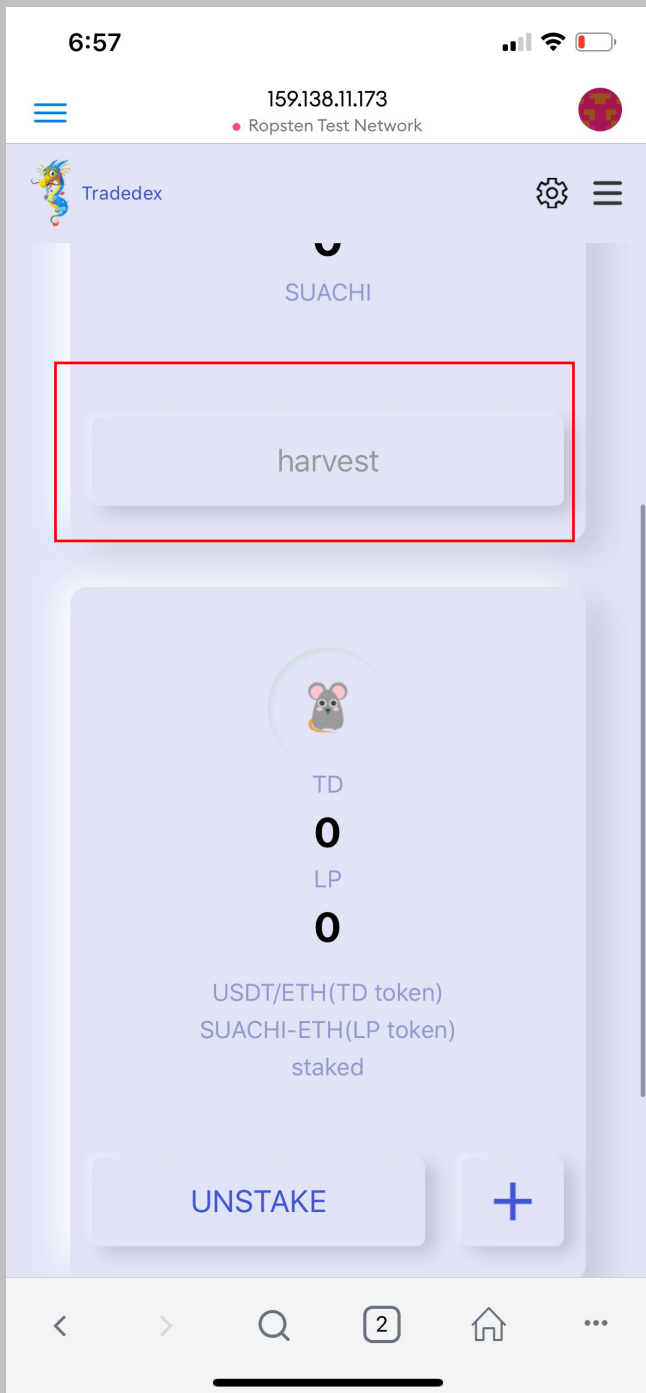 6:57
159.138.11.173
Ropsten Test Network
Tradedex
0
SUACHI
harvest
TD
0
LP
0
USDT/ETH(TD token)
SUACHI-ETH(LP token)
staked
UNSTAKE
+
2